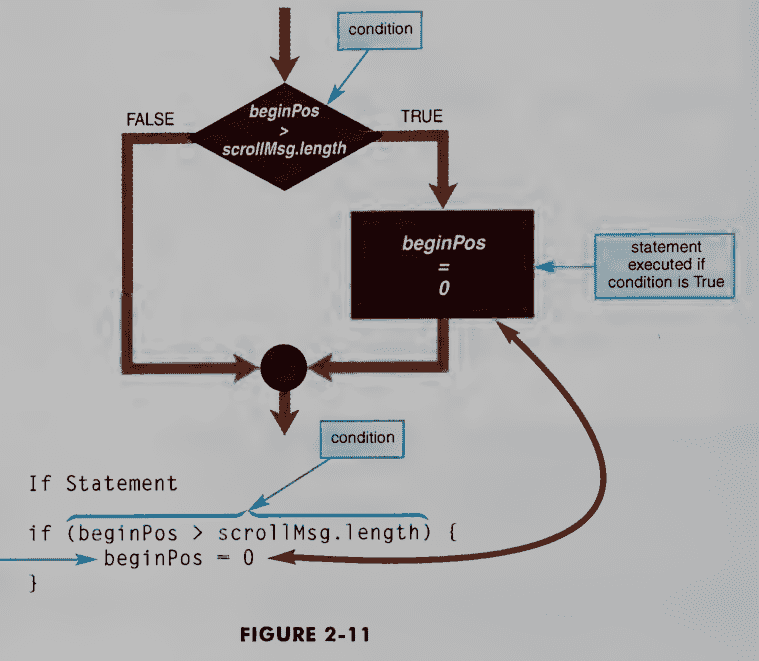 condition
FALSE
TRUE
beginPos
>
scrollMsg.length
beginPos
=
0
statement
executed if
condition is True
condition
If Statement
if (beginPos > scrollMsg.length) {
beginPos = 0
}
FIGURE 2-11